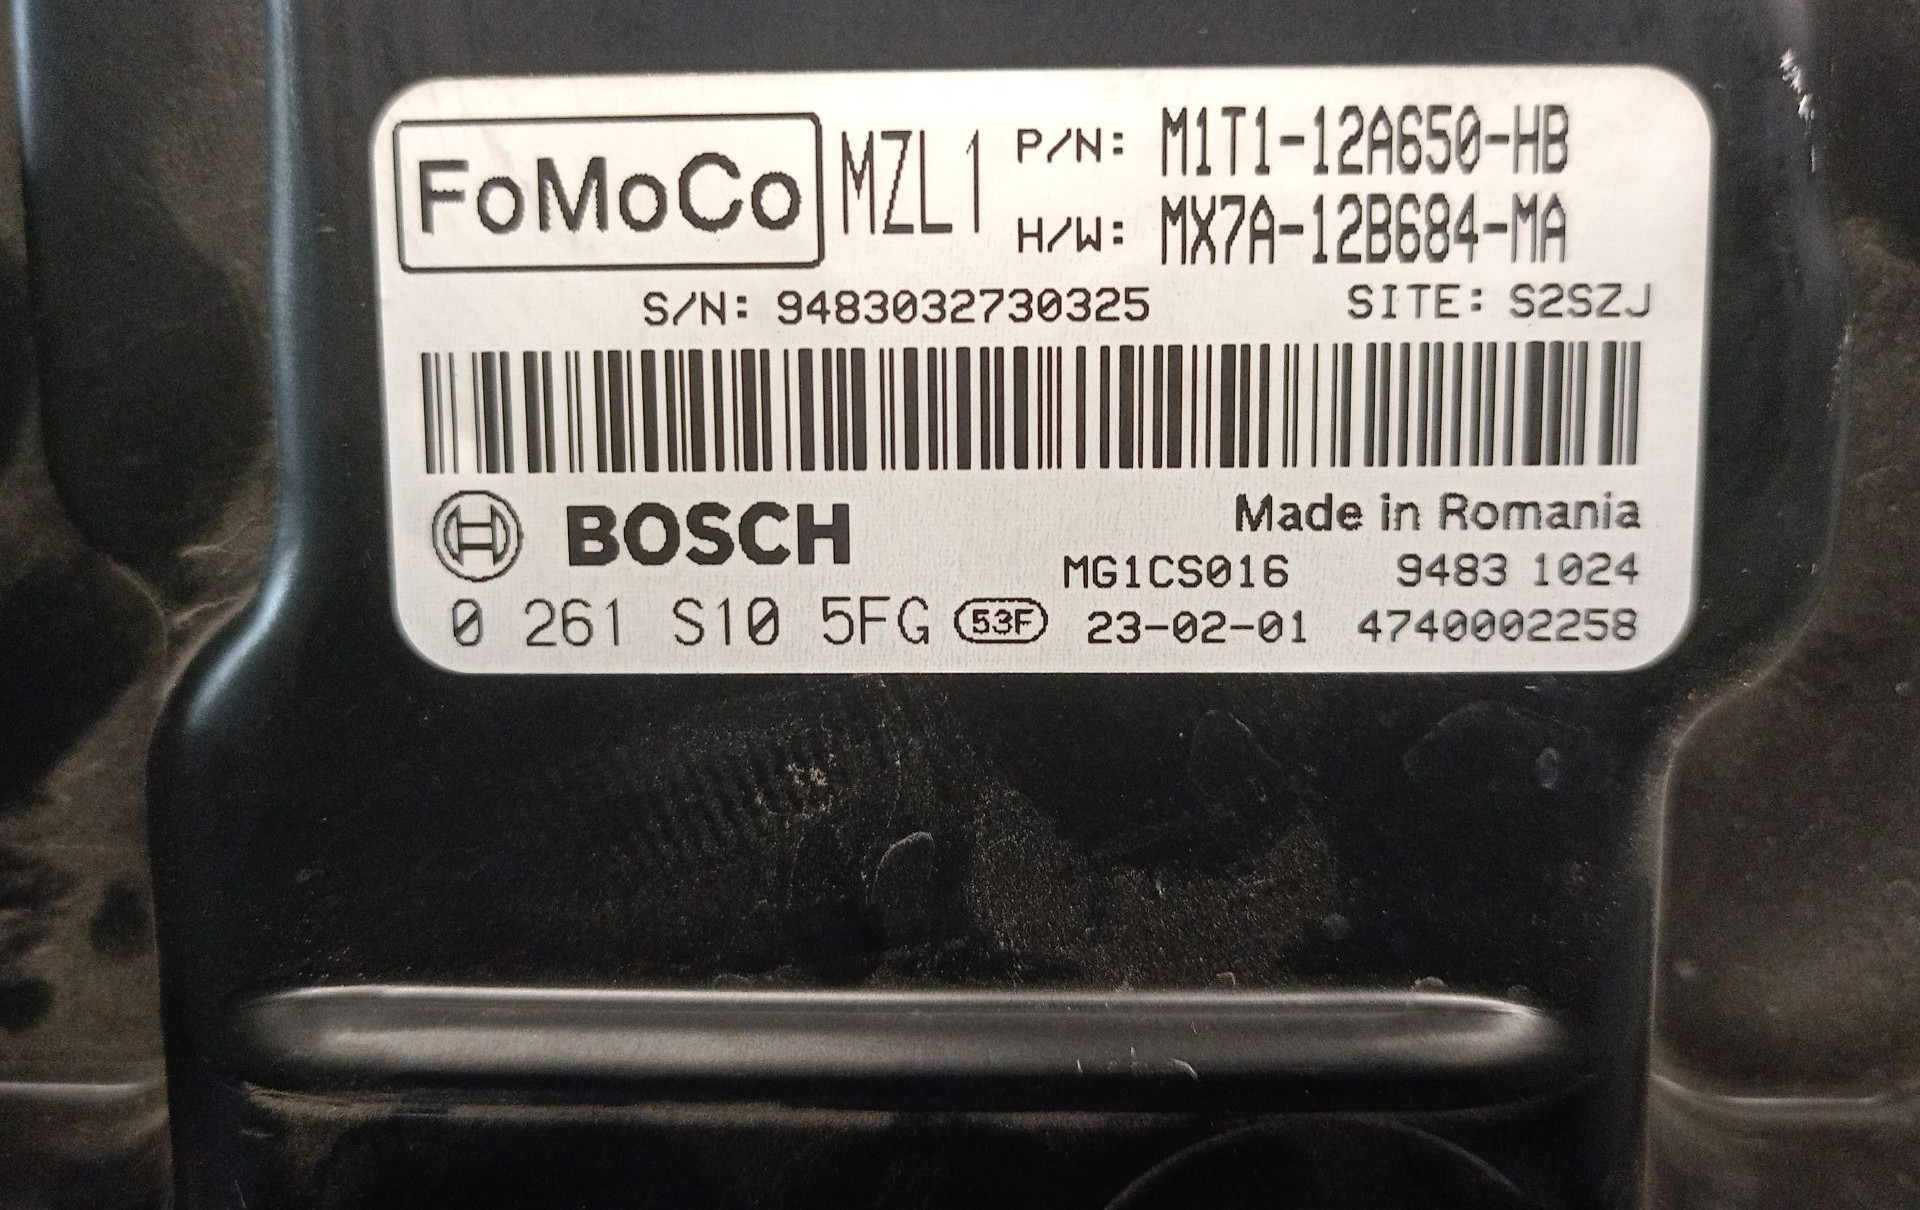 FoMoCo MZL1 P/N: M1T1-12A650-HB
H/W: MX7A-12B684-MA
S/N: 9483032730325 SITE: S2SZJ
BOSCH Made in Romania
MG1CS016 9483 1024
0 261 S10 5FG 53F 23-02-01 4740002258